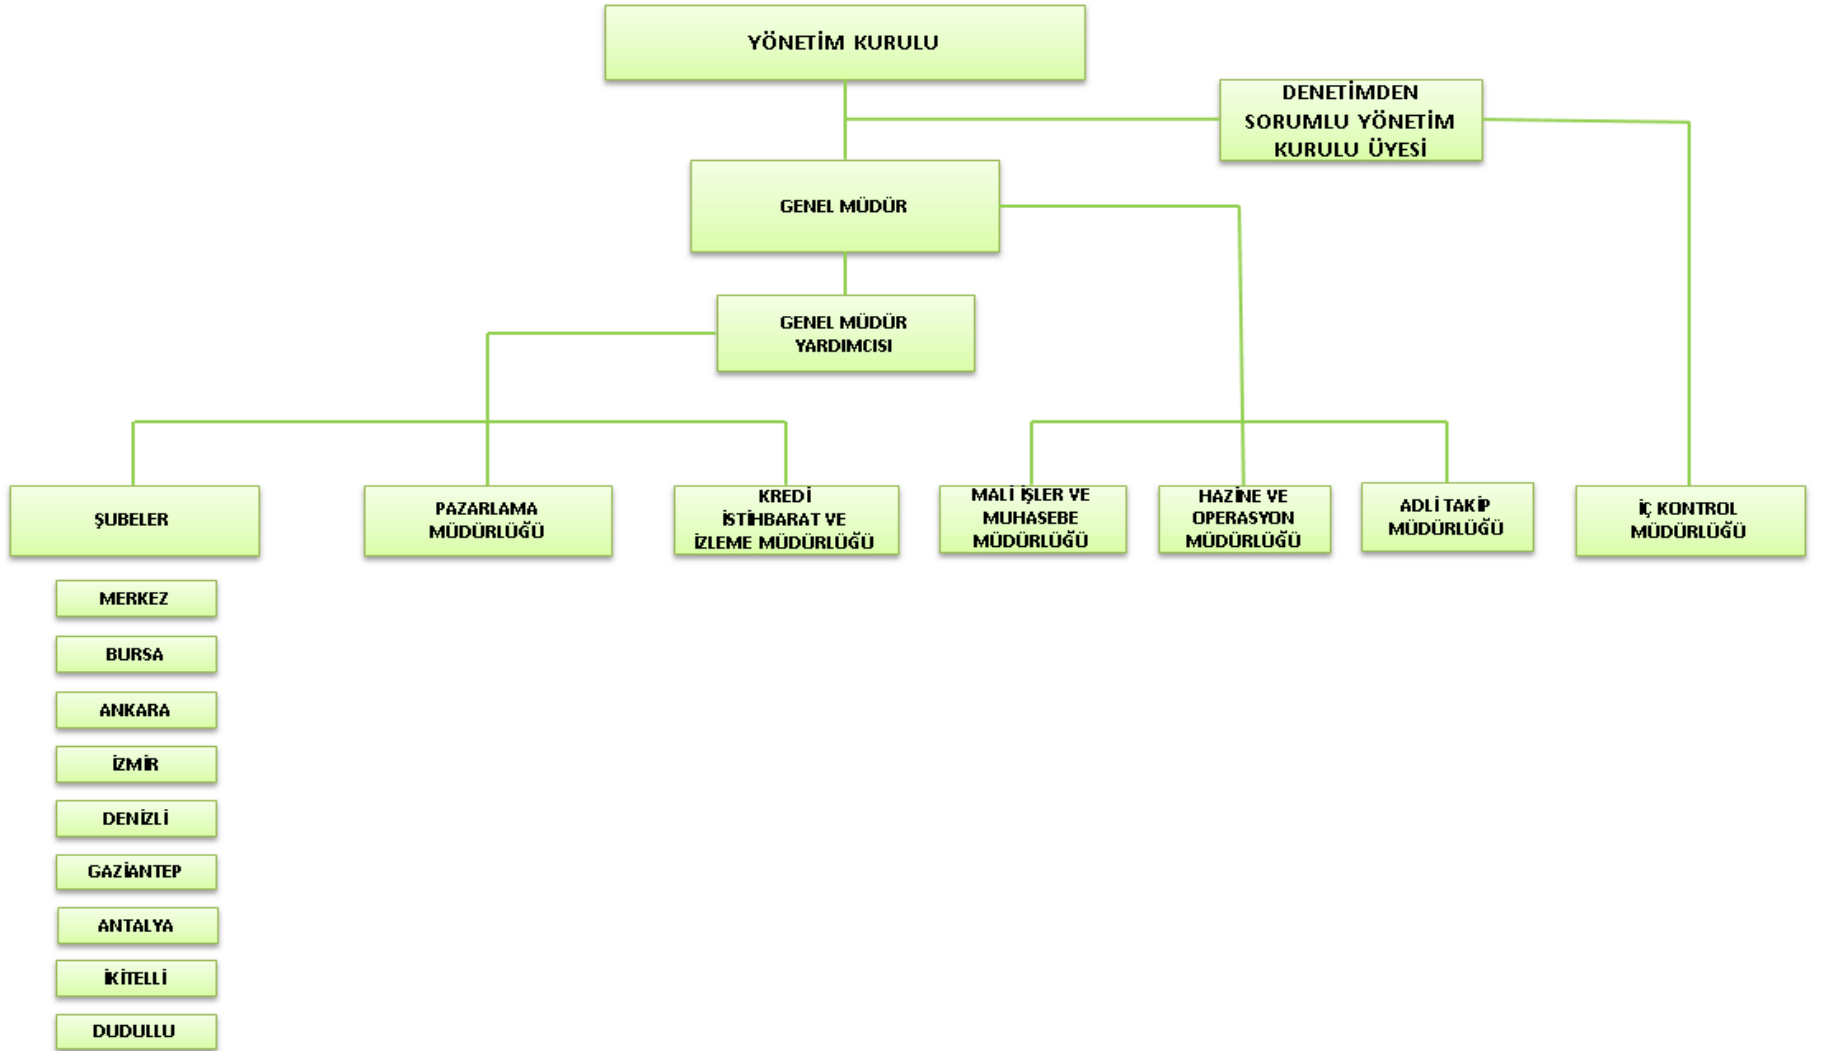 YÖNETİM KURULU
DENETİMDEN
SORUMLU YÖNETİM
KURULU ÜYESİ
GENEL MÜDÜR
GENEL MÜDÜR
YARDIMCISI
ŞUBELER
PAZARLAMA
MÜDÜRLÜĞÜ
KREDİ
İSTİHBARAT VE
İZLEME MÜDÜRLÜĞÜ
MALİ İŞLER VE
MUHASEBE
MÜDÜRLÜĞÜ
HAZİNE VE
OPERASYON
MÜDÜRLÜĞÜ
ADLİ TAKİP
MÜDÜRLÜĞÜ
İÇ KONTROL
MÜDÜRLÜĞÜ
MERKEZ
BURSA
ANKARA
İZMİR
DENİZLİ
GAZİANTEP
ANTALYA
İKİTELLİ
DUDULLU